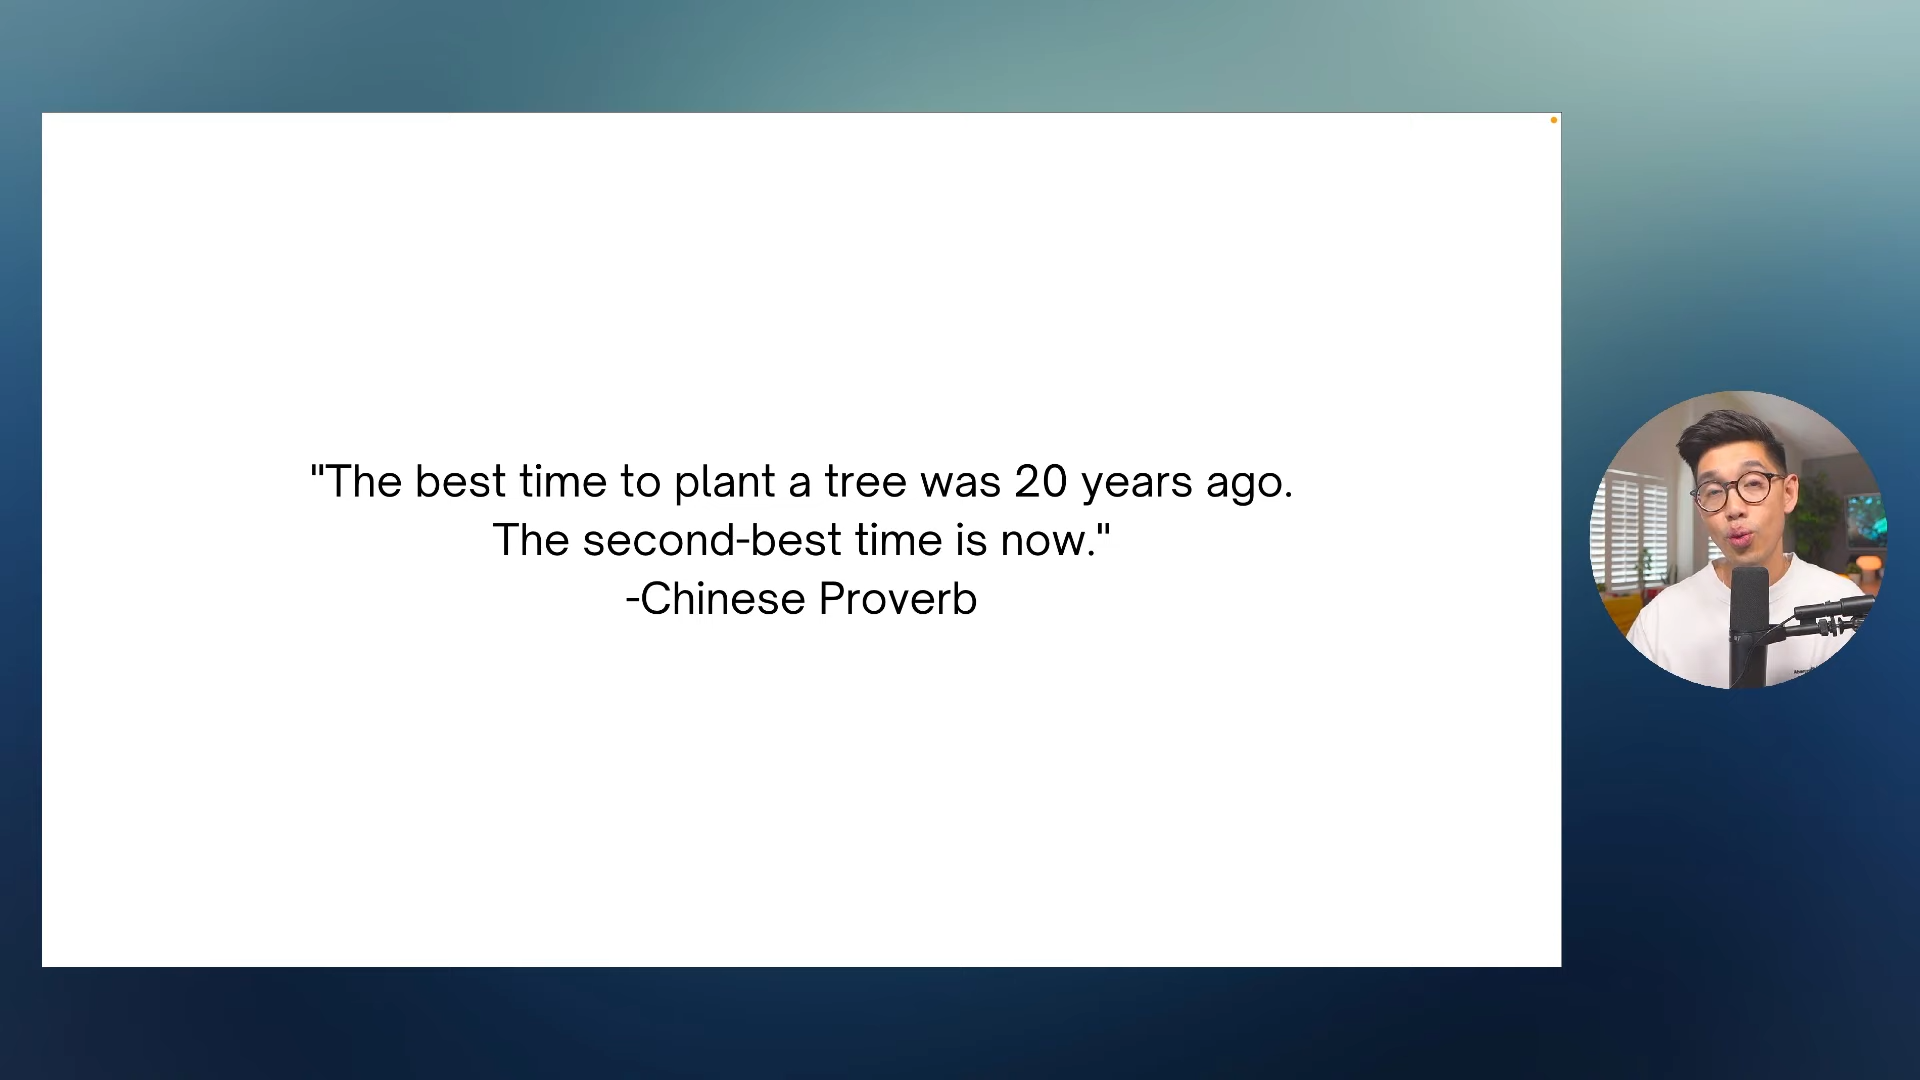 "The best time to plant a tree was 20 years ago.
The second-best time is now."
-Chinese Proverb